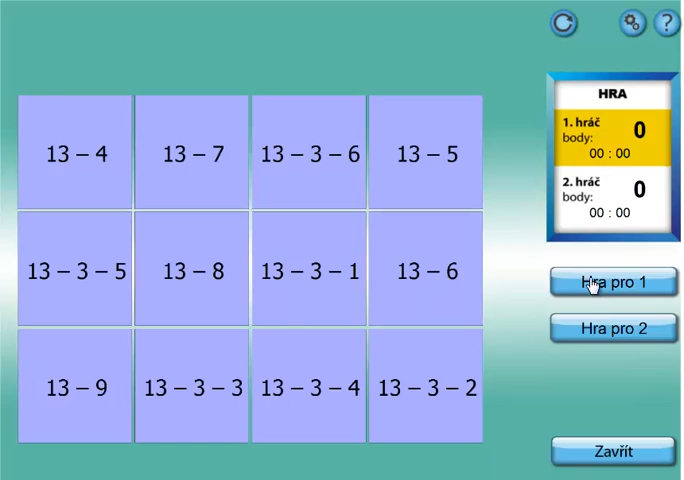 ?
HRA
1. hráč
body: 0
00 : 00
2. hráč
body: 0
00 : 00
13 – 4 13 – 7 13 – 3 – 6 13 – 5
13 – 3 – 5 13 – 8 13 – 3 – 1 13 – 6
13 – 9 13 – 3 – 3 13 – 3 – 4 13 – 3 – 2
Hra pro 1
Hra pro 2
Zavřít